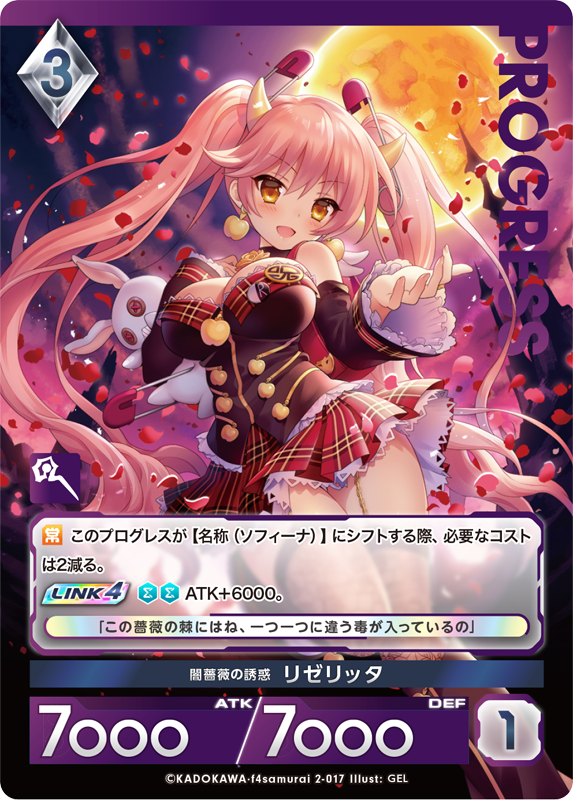 3
PROGRESS
常 このプログレスが【名称（ソフィーナ）】にシフトする際、必要なコスト
は2減る。
LINK 4 Σ Σ ATK+6000。
「この薔薇の棘にはね、一つ一つに違う毒が入っているの」
闇薔薇の誘惑 リゼリッタ
7000 ATK / 7000 DEF 1
©KADOKAWA·f4samurai 2-017 Illust: GEL